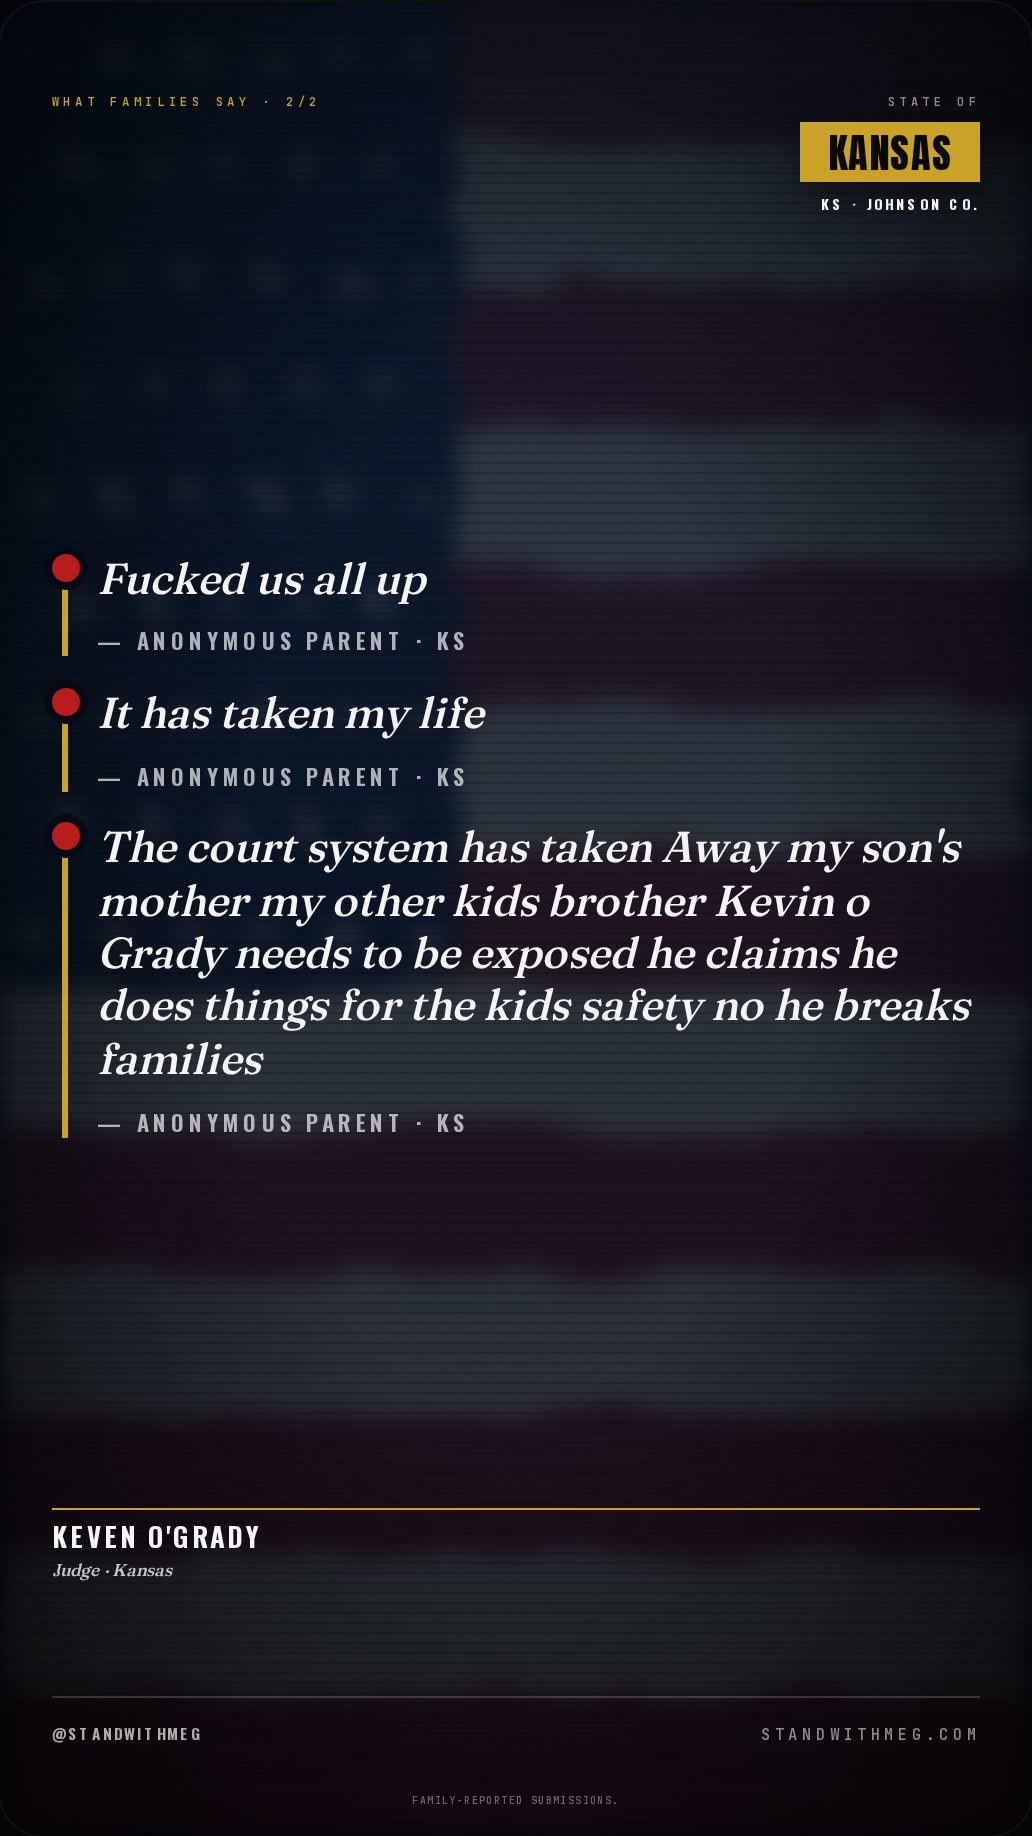 WHAT FAMILIES SAY · 2/2
STATE OF
KANSAS
KS · JOHNSON CO.
Fucked us all up
— ANONYMOUS PARENT · KS
It has taken my life
— ANONYMOUS PARENT · KS
The court system has taken Away my son's
mother my other kids brother Kevin o
Grady needs to be exposed he claims he
does things for the kids safety no he breaks
families
— ANONYMOUS PARENT · KS
KEVEN O'GRADY
Judge · Kansas
@STANDWITHMEG
STANDWITHMEG.COM
FAMILY-REPORTED SUBMISSIONS.